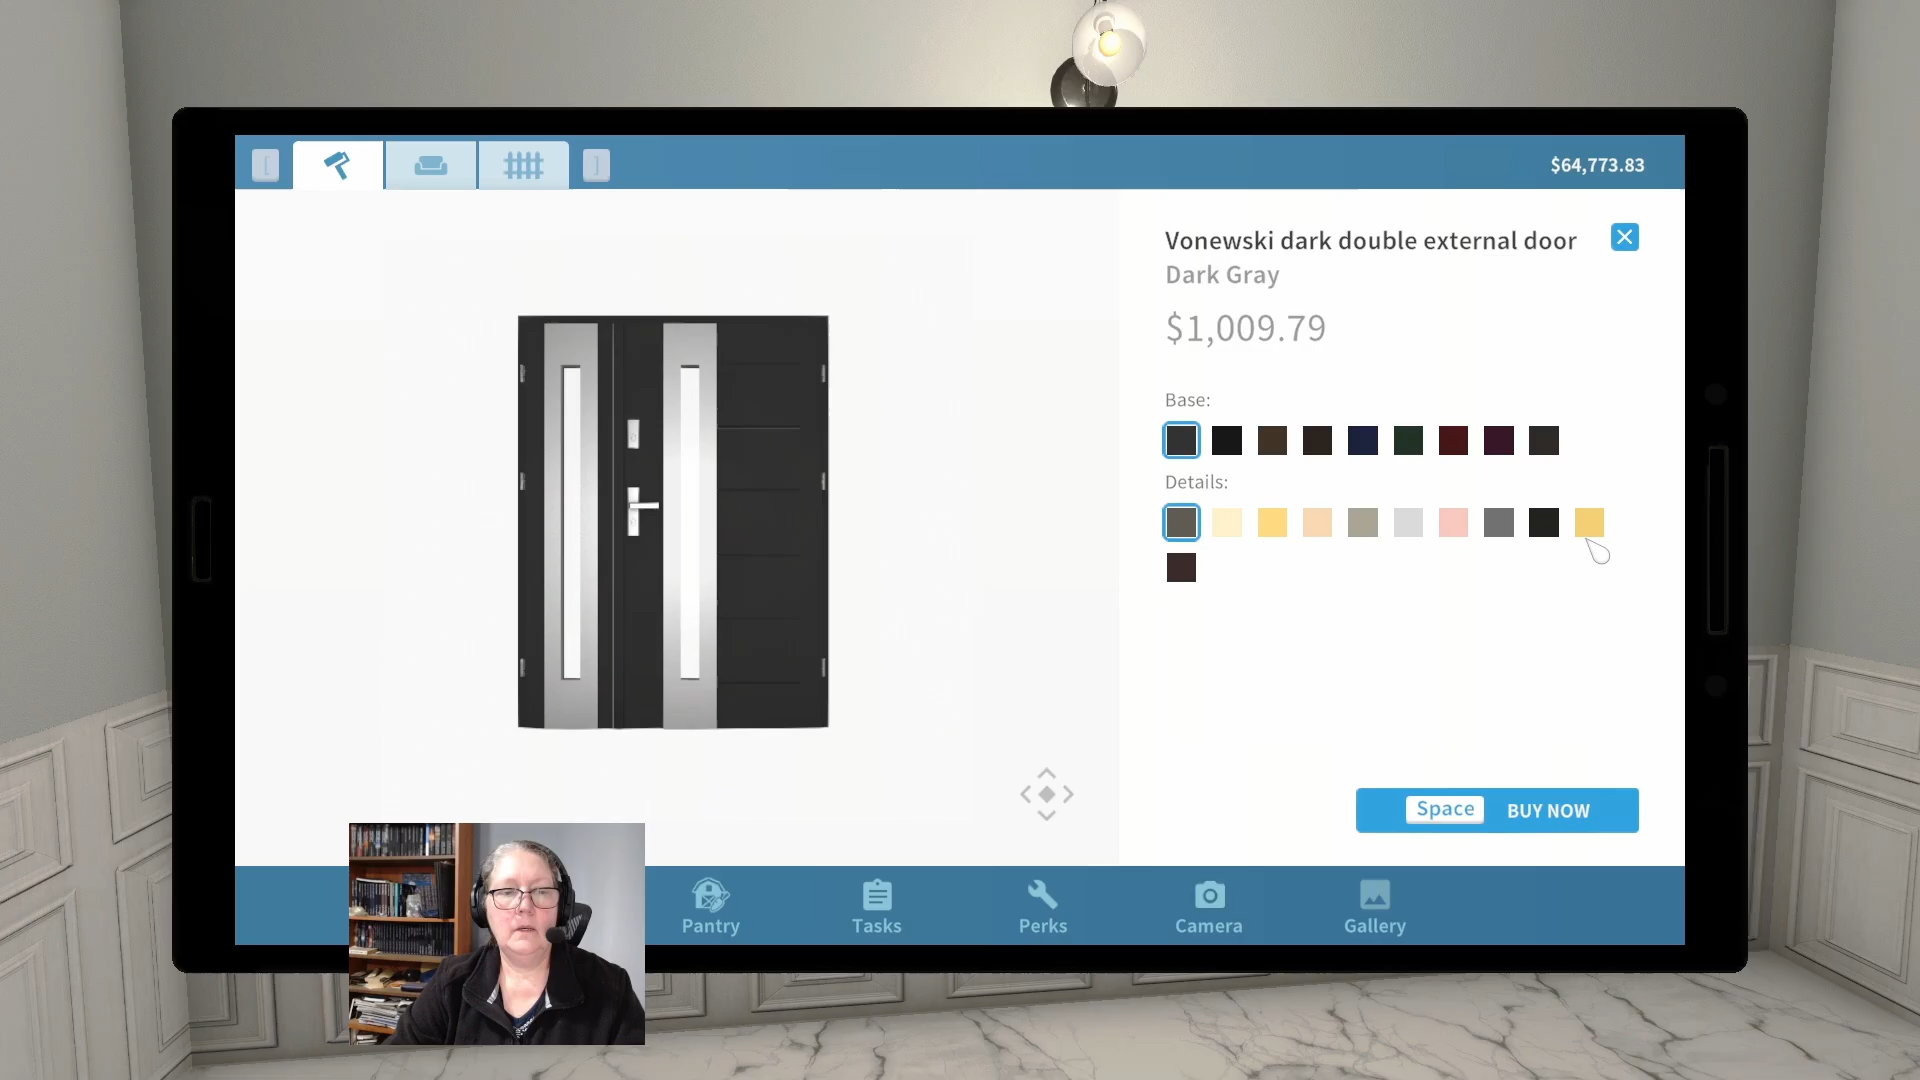 [
]
$64,773.83
Vonewski dark double external door
Dark Gray
$1,009.79
Base:
Details:
Space
BUY NOW
Pantry
Tasks
Perks
Camera
Gallery